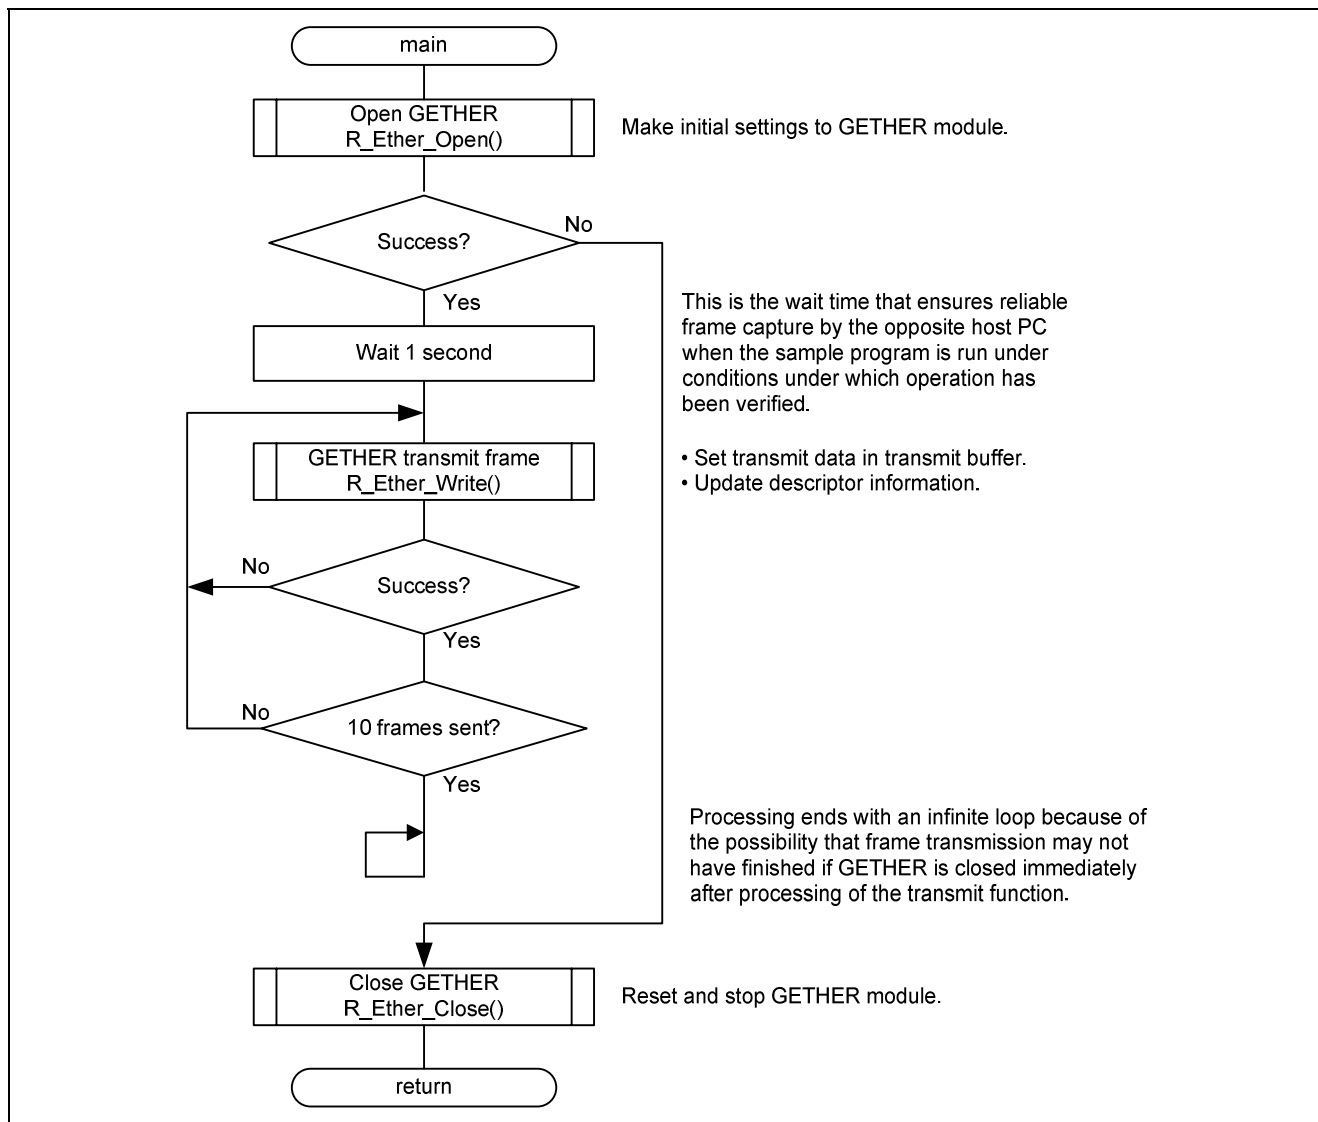 main
Open GETHER
R_Ether_Open()
Make initial settings to GETHER module.
No
Success?
Yes
This is the wait time that ensures reliable
frame capture by the opposite host PC
when the sample program is run under
conditions under which operation has
been verified.
Wait 1 second
GETHER transmit frame
R_Ether_Write()
• Set transmit data in transmit buffer.
• Update descriptor information.
No
Success?
Yes
No
10 frames sent?
Yes
Processing ends with an infinite loop because of
the possibility that frame transmission may not
have finished if GETHER is closed immediately
after processing of the transmit function.
Close GETHER
R_Ether_Close()
Reset and stop GETHER module.
return